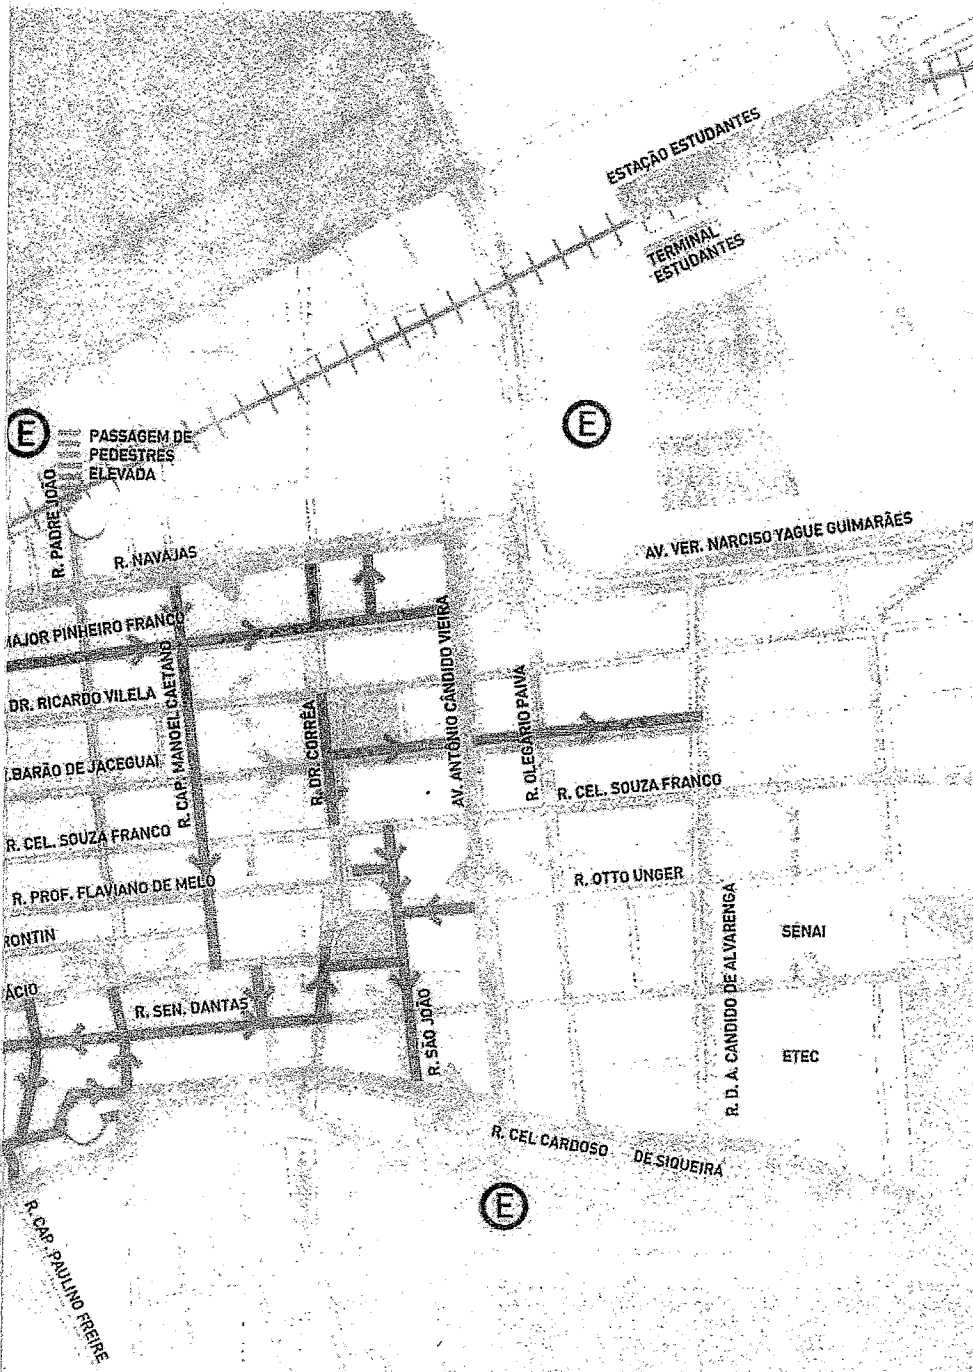 ESTAÇÃO ESTUDANTES
TERMINAL
ESTUDANTES
E
E
PASSAGEM DE
PEDESTRES
ELEVADA
R. PADRE JOÃO
R. NAVAJAS
AV. VER. NARCISO YAGUE GUIMARÃES
MAJOR PINHEIRO FRANCO
R. CAP. MANOEL CAETANO
DR. RICARDO VILELA
R. DR. CORRÊA
AV. ANTÔNIO CÂNDIDO VIEIRA
R. OLEGÁRIO PAIVA
.BARÃO DE JACEGUAI
R. CEL. SOUZA FRANCO
R. CEL. SOUZA FRANCO
R. PROF. FLAVIANO DE MELO
R. OTTO UNGER
RONTIN
SENAI
ÁCIO
R. SEN. DANTAS
R. SÃO JOÃO
R. D. A. CANDIDO DE ALVARENGA
ETEC
R. CEL CARDOSO DE SIQUEIRA
E
R. CAP. PAULINO FREIRE